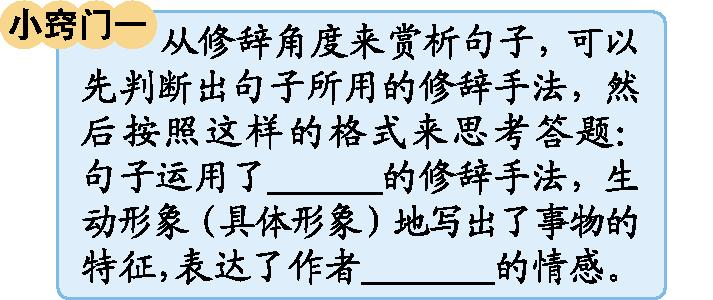 小窍门一
从修辞角度来赏析句子，可以
先判断出句子所用的修辞手法，然
后按照这样的格式来思考答题：
句子运用了______的修辞手法，生
动形象（具体形象）地写出了事物的
特征，表达了作者_______的情感。